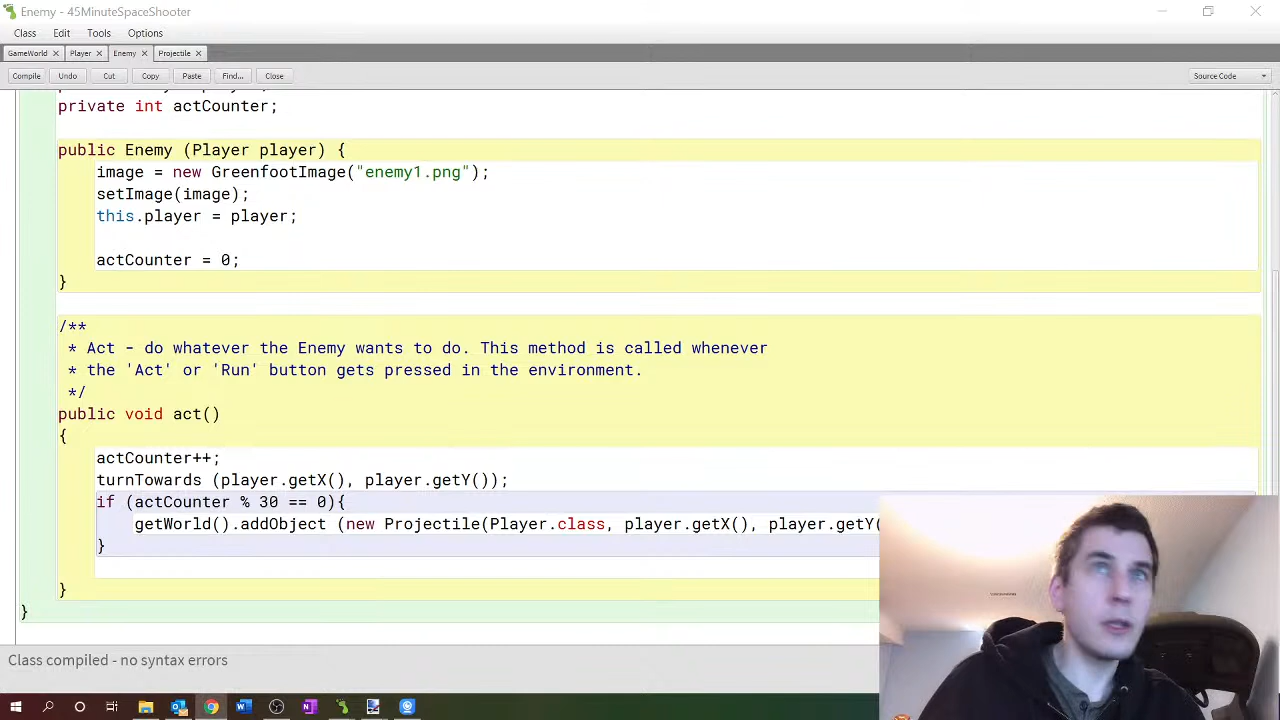 Enemy - 45MinuteSpaceShooter
Class Edit Tools Options
GameWorld Player Enemy Projectile
Compile Undo Cut Copy Paste Find... Close Source Code
private int actCounter;
public Enemy (Player player) {
image = new GreenfootImage("enemy1.png");
setImage(image);
this.player = player;
actCounter = 0;
}
/**
* Act - do whatever the Enemy wants to do. This method is called whenever
* the 'Act' or 'Run' button gets pressed in the environment.
*/
public void act()
{
actCounter++;
turnTowards (player.getX(), player.getY());
if (actCounter % 30 == 0){
getWorld().addObject (new Projectile(Player.class, player.getX(), player.getY(
}
}
}
Class compiled - no syntax errors